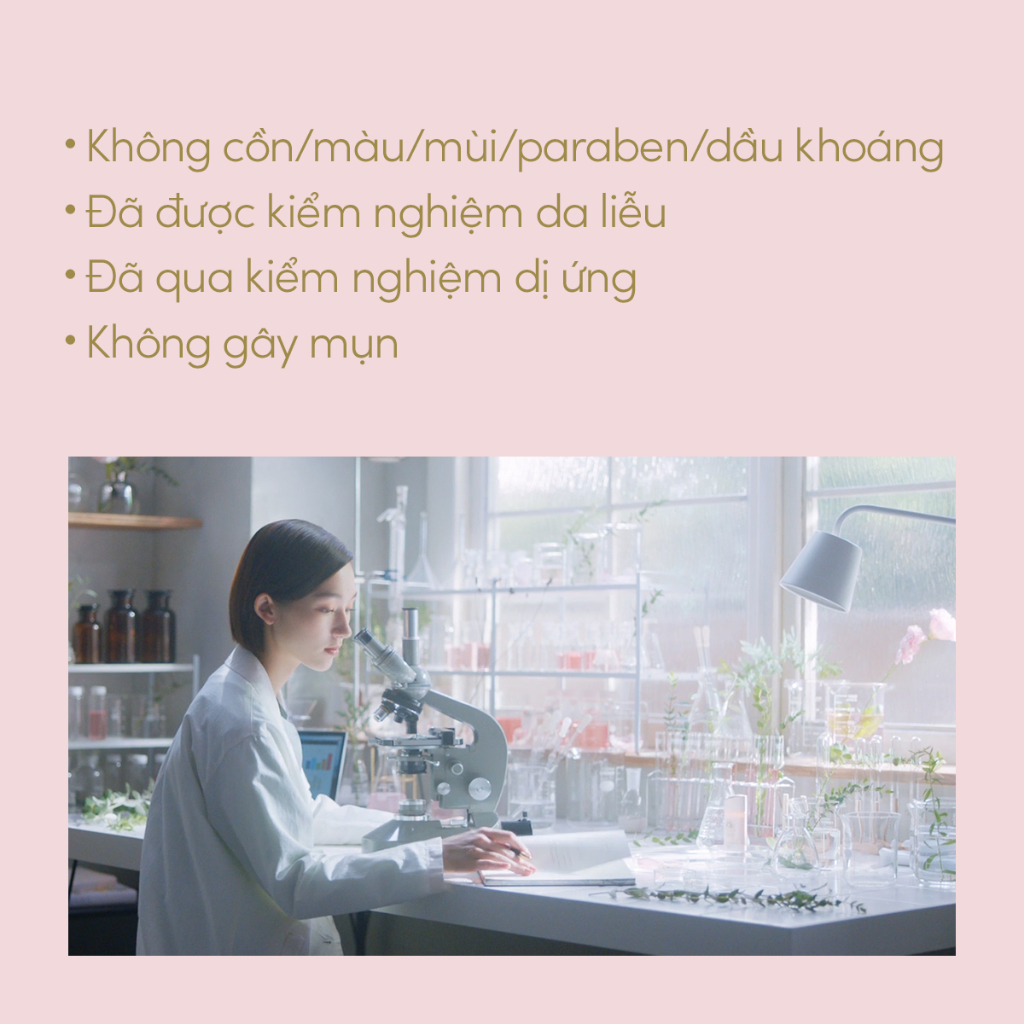 • Không cồn/màu/mùi/paraben/dầu khoáng
• Đã được kiểm nghiệm da liễu
• Đã qua kiểm nghiệm dị ứng
• Không gây mụn